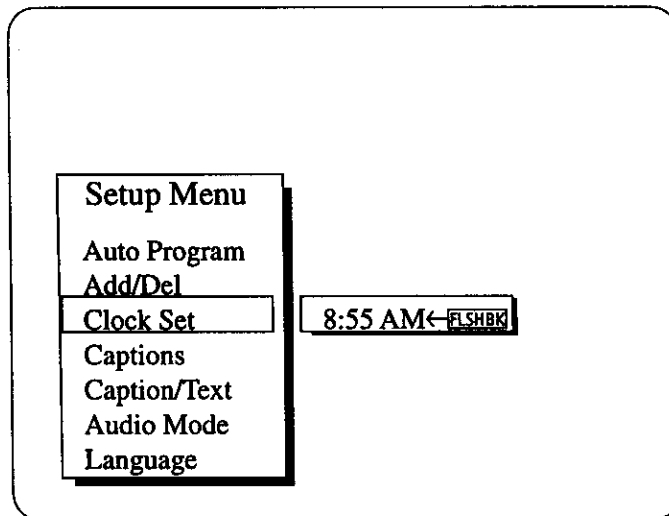 Setup Menu
Auto Program
Add/Del
Clock Set
8:55 AM←FLSHBK
Captions
Caption/Text
Audio Mode
Language